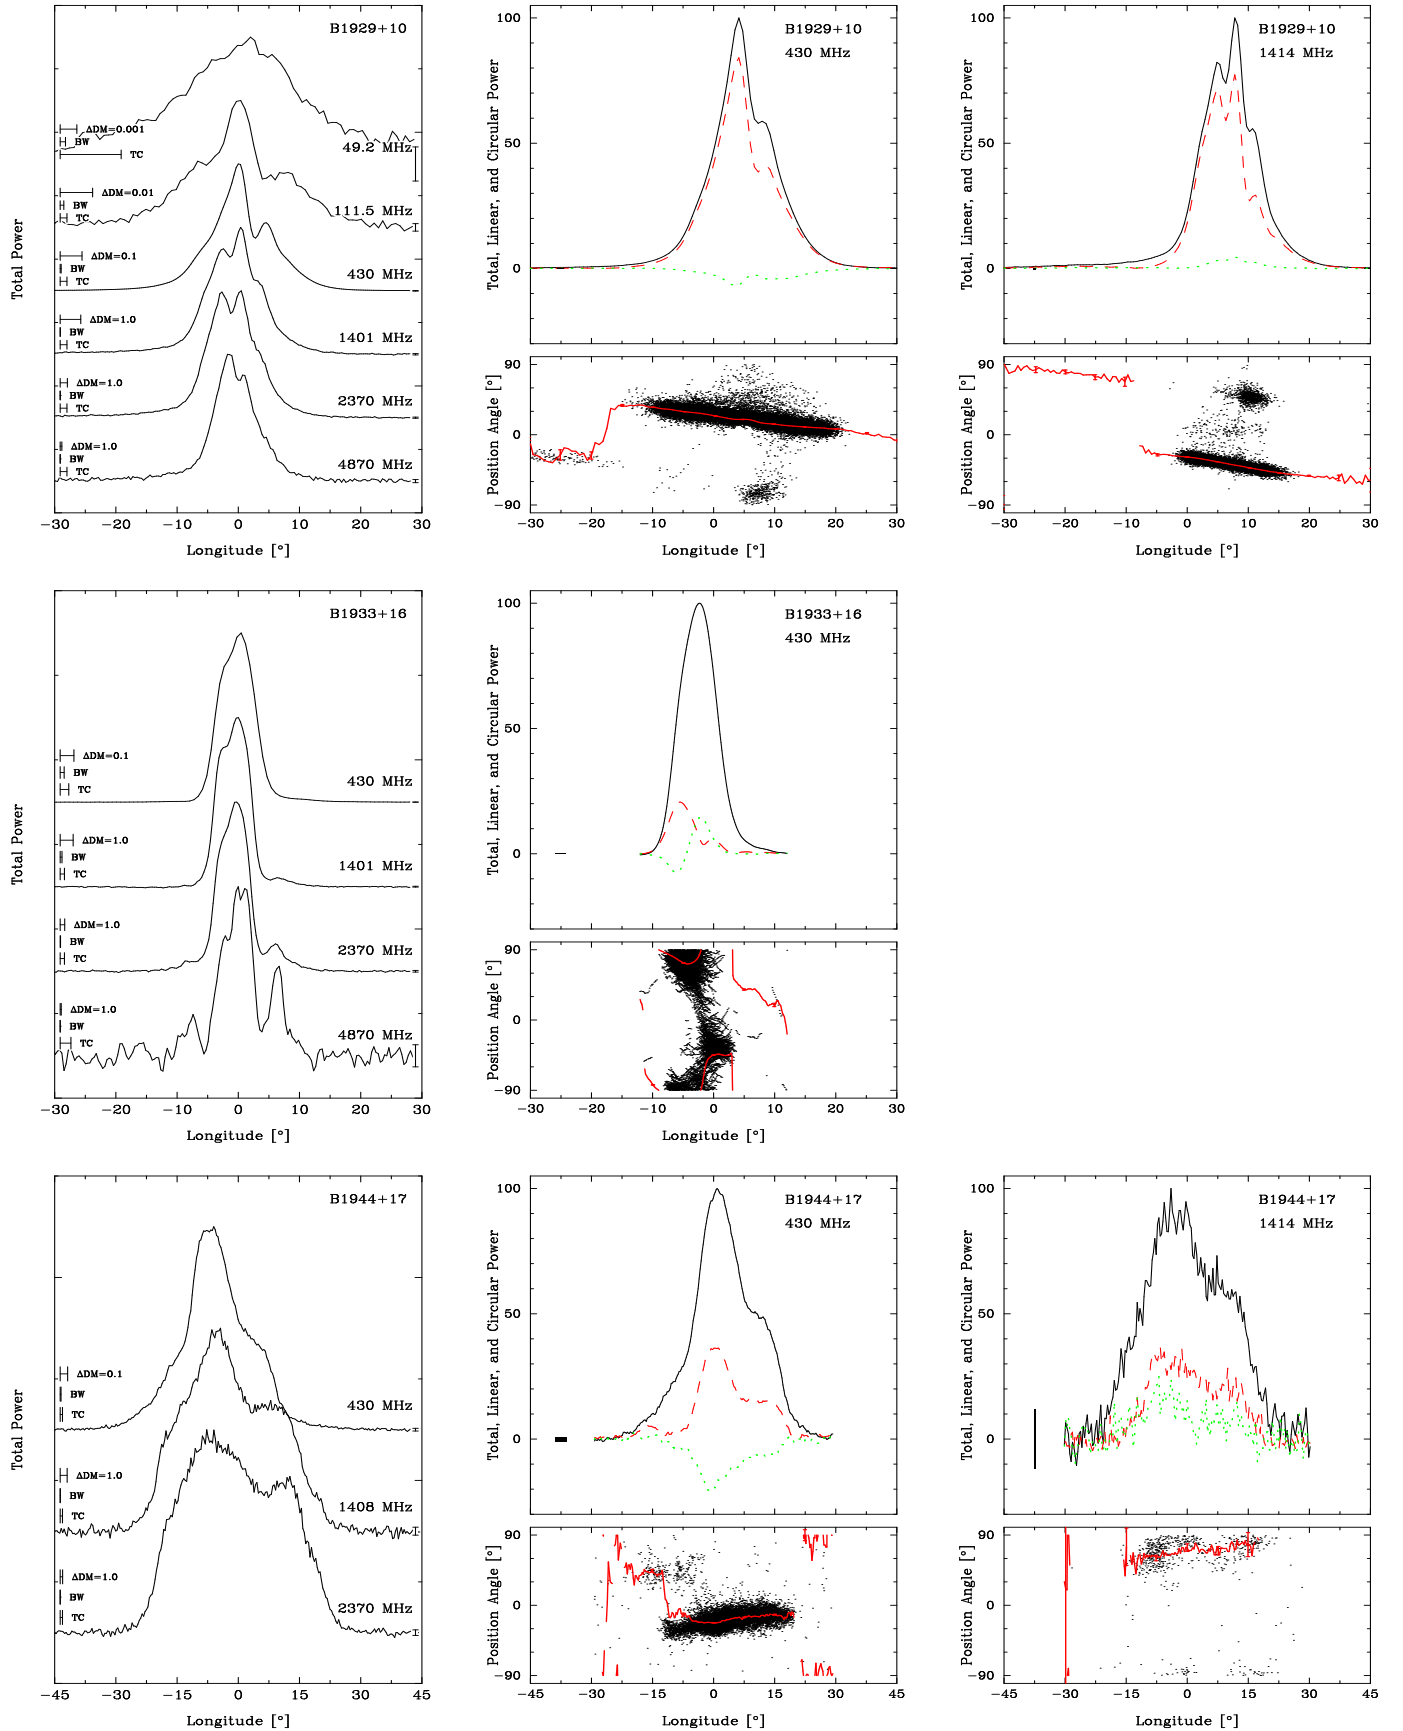 B1929+10
ΔDM=0.001
BW
TC
49.2 MHz
ΔDM=0.01
BW
TC
111.5 MHz
ΔDM=0.1
BW
TC
430 MHz
ΔDM=1.0
BW
TC
1401 MHz
ΔDM=1.0
BW
TC
2370 MHz
ΔDM=1.0
BW
TC
4870 MHz
Total Power
−30 −20 −10 0 10 20 30
Longitude [°]
B1929+10
430 MHz
100
50
0
Total, Linear, and Circular Power
90
0
−90
Position Angle [°]
−30 −20 −10 0 10 20 30
Longitude [°]
B1929+10
1414 MHz
100
50
0
Total, Linear, and Circular Power
90
0
−90
Position Angle [°]
−30 −20 −10 0 10 20 30
Longitude [°]
B1933+16
ΔDM=0.1
BW
TC
430 MHz
ΔDM=1.0
BW
TC
1401 MHz
ΔDM=1.0
BW
TC
2370 MHz
ΔDM=1.0
BW
TC
4870 MHz
Total Power
−30 −20 −10 0 10 20 30
Longitude [°]
B1933+16
430 MHz
100
50
0
Total, Linear, and Circular Power
90
0
−90
Position Angle [°]
−30 −20 −10 0 10 20 30
Longitude [°]
B1944+17
ΔDM=0.1
BW
TC
430 MHz
ΔDM=1.0
BW
TC
1408 MHz
ΔDM=1.0
BW
TC
2370 MHz
Total Power
−45 −30 −15 0 15 30 45
Longitude [°]
B1944+17
430 MHz
100
50
0
Total, Linear, and Circular Power
90
0
−90
Position Angle [°]
−45 −30 −15 0 15 30 45
Longitude [°]
B1944+17
1414 MHz
100
50
0
Total, Linear, and Circular Power
90
0
−90
Position Angle [°]
−45 −30 −15 0 15 30 45
Longitude [°]